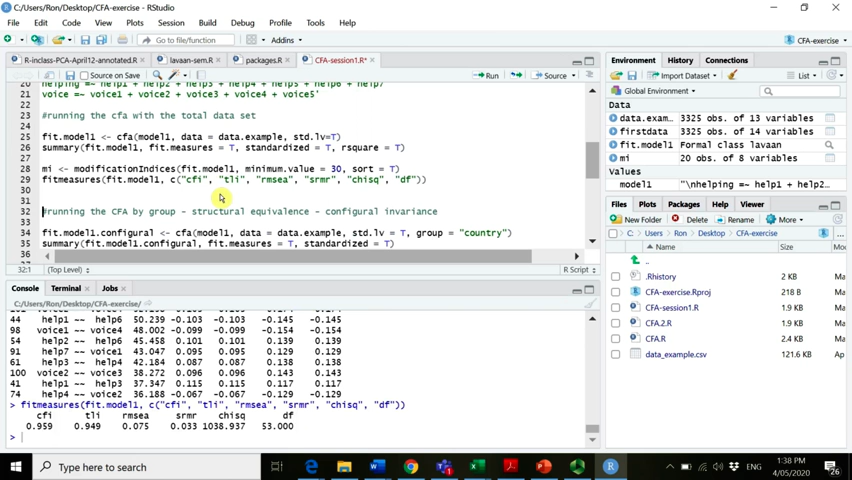 C:/Users/Ron/Desktop/CFA-exercise - RStudio
File Edit Code View Plots Session Build Debug Profile Tools Help
Go to file/function Addins CFA-exercise
R-inclass-PCA-April12-annotated.R lavaan-sem.R packages.R CFA-session1.R*
Source on Save Run Source
20 helping =~ help1 + help2 + help3 + help4 + help5 + help6 + help7
21 voice =~ voice1 + voice2 + voice3 + voice4 + voice5'
22
23 #running the cfa with the total data set
24
25 fit.model1 <- cfa(model1, data = data.example, std.lv=T)
26 summary(fit.model1, fit.measures = T, standardized = T, rsquare = T)
27
28 mi <- modificationIndices(fit.model1, minimum.value = 30, sort = T)
29 fitmeasures(fit.model1, c("cfi", "tli", "rmsea", "srmr", "chisq", "df"))
30
31
32 #running the CFA by group - structural equivalence - configural invariance
33
34 fit.model1.configural <- cfa(model1, data = data.example, std.lv = T, group = "country")
35 summary(fit.model1.configural, fit.measures = T, standardized = T)
36
32:1 (Top Level) R Script
Console Terminal Jobs
C:/Users/Ron/Desktop/CFA-exercise/
44 help1 ~~ help6 50.239 -0.103 -0.103 -0.145 -0.145
98 voice1 ~~ voice4 48.002 -0.099 -0.099 -0.154 -0.154
54 help2 ~~ help6 45.458 0.101 0.101 0.139 0.139
91 help7 ~~ voice1 43.047 0.095 0.095 0.129 0.129
61 help3 ~~ help4 42.184 0.087 0.087 0.138 0.138
100 voice2 ~~ voice3 38.272 0.096 0.096 0.143 0.143
41 help1 ~~ help3 37.347 0.115 0.115 0.117 0.117
74 help4 ~~ voice2 36.188 -0.067 -0.067 -0.129 -0.129
> fitmeasures(fit.model1, c("cfi", "tli", "rmsea", "srmr", "chisq", "df"))
cfi tli rmsea srmr chisq df
0.959 0.949 0.075 0.033 1038.937 53.000
>
Environment History Connections
Import Dataset List
Global Environment
Data
data.exam… 3325 obs. of 13 variables
firstdata 3325 obs. of 14 variables
fit.model1 Formal class lavaan
mi 20 obs. of 8 variables
Values
model1 "\nhelping =~ help1 + help2…
Files Plots Packages Help Viewer
New Folder Delete Rename More
C: Users Ron Desktop CFA-exercise
Name Size Modified
..
.Rhistory 2 KB
CFA-exercise.Rproj 218 B
CFA-session1.R 1.9 KB
CFA.2.R 1.9 KB
CFA.R 2.4 KB
data_example.csv 121.6 KB
Type here to search
ENG
1:38 PM
4/05/2020
26